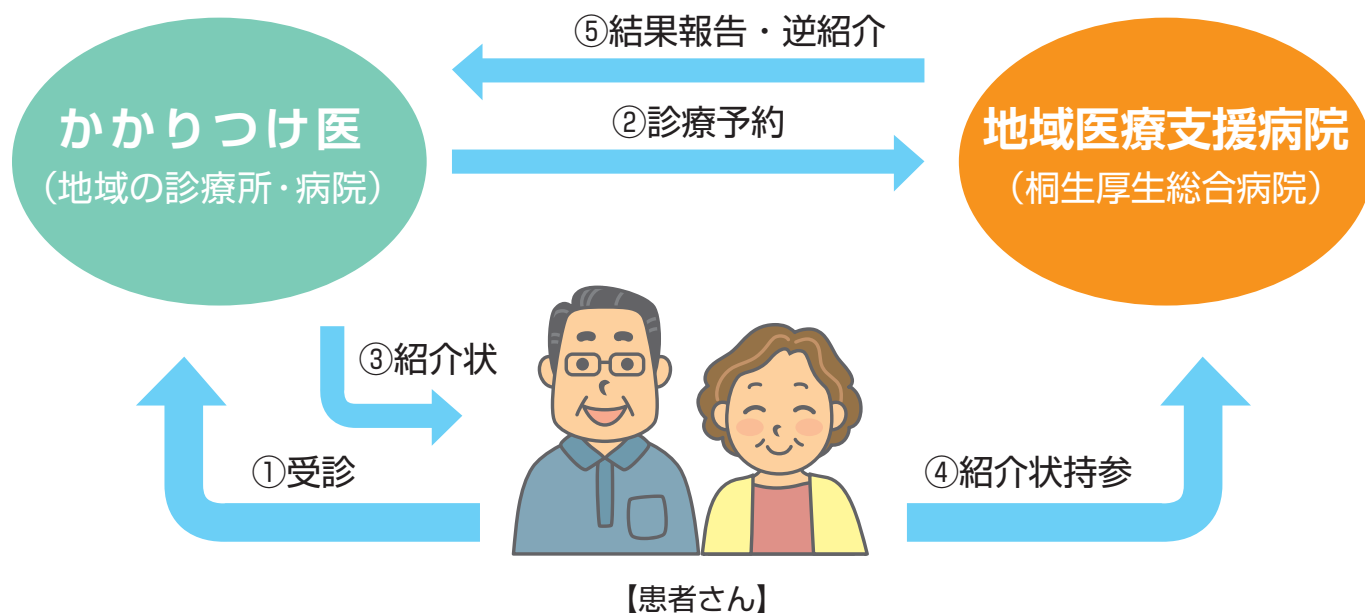 ⑤結果報告・逆紹介
②診療予約
かかりつけ医
（地域の診療所・病院）
地域医療支援病院
（桐生厚生総合病院）
③紹介状
①受診
④紹介状持参
【患者さん】